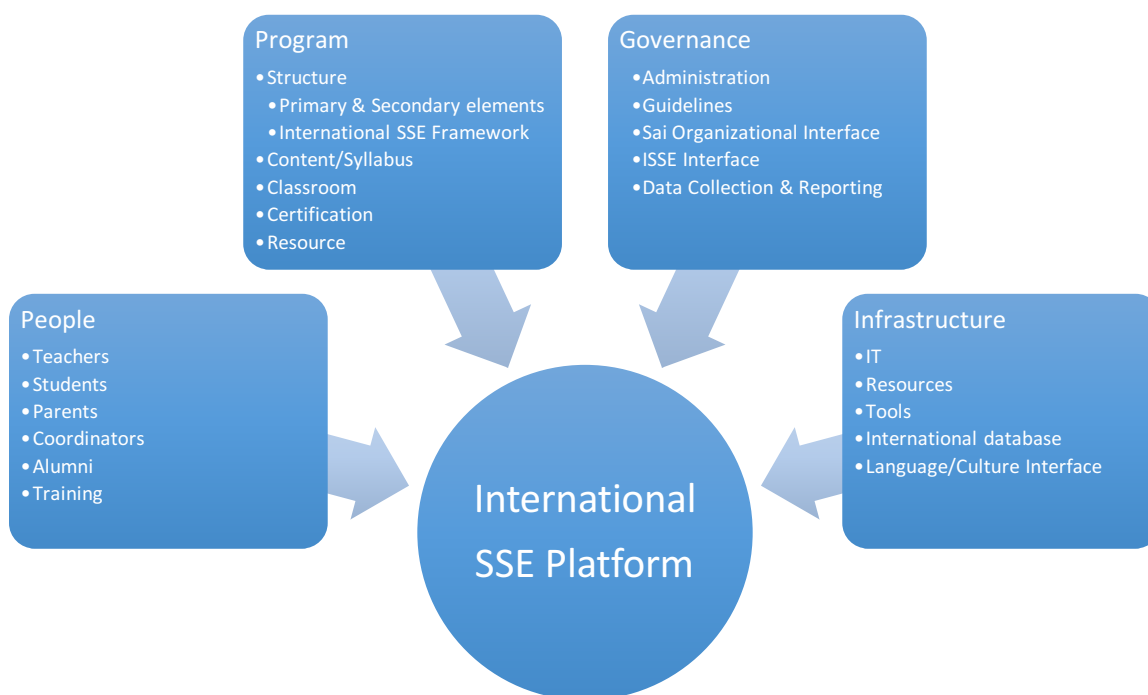 Program
•Structure
•Primary & Secondary elements
•International SSE Framework
•Content/Syllabus
•Classroom
•Certification
•Resource
Governance
•Administration
•Guidelines
•Sai Organizational Interface
•ISSE Interface
•Data Collection & Reporting
People
•Teachers
•Students
•Parents
•Coordinators
•Alumni
•Training
Infrastructure
•IT
•Resources
•Tools
•International database
•Language/Culture Interface
International
SSE Platform